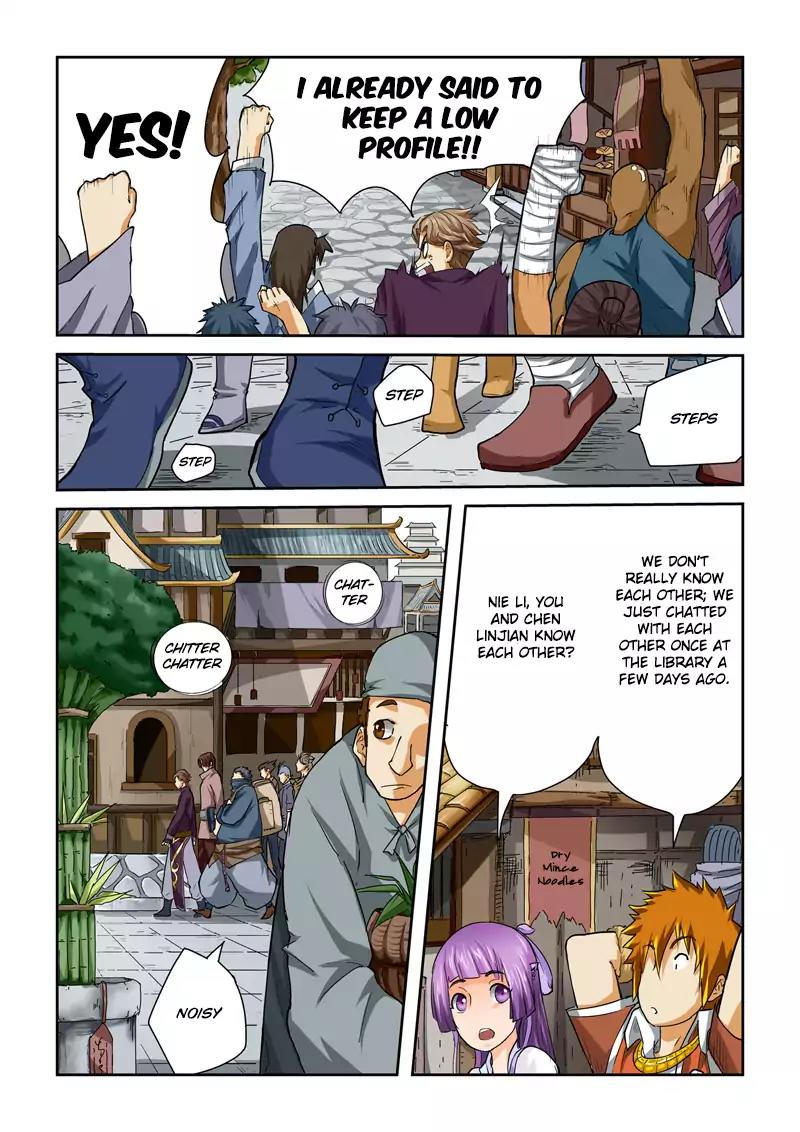 YES!
I ALREADY SAID TO
KEEP A LOW
PROFILE!!
STEP
STEP
STEPS
CHAT-
TER
CHITTER
CHATTER
NOISY
NIE LI, YOU
AND CHEN
LINJIAN KNOW
EACH OTHER?
WE DON'T
REALLY KNOW
EACH OTHER; WE
JUST CHATTED
WITH EACH
OTHER ONCE AT
THE LIBRARY A
FEW DAYS AGO.
Dry
Mince
Noodles